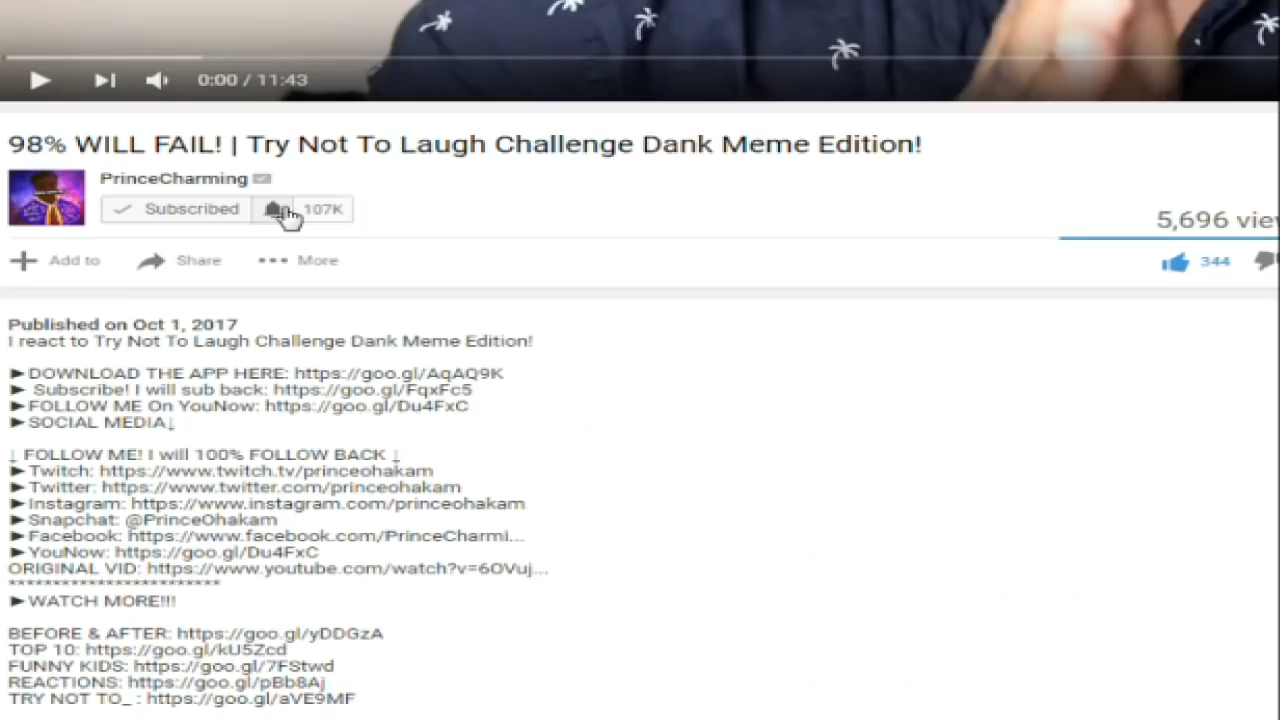 0:00 / 11:43
98% WILL FAIL! | Try Not To Laugh Challenge Dank Meme Edition!
PrinceCharming
Subscribed 107K
5,696
Add to Share More 344
Published on Oct 1, 2017
I react to Try Not To Laugh Challenge Dank Meme Edition!
►DOWNLOAD THE APP HERE: https://goo.gl/AqAQ9K
► Subscribe! I will sub back: https://goo.gl/FqxFc5
►FOLLOW ME On YouNow: https://goo.gl/Du4FxC
►SOCIAL MEDIA↓
↓ FOLLOW ME! I will 100% FOLLOW BACK ↓
►Twitch: https://www.twitch.tv/princeohakam
►Twitter: https://www.twitter.com/princeohakam
►Instagram: https://www.instagram.com/princeohakam
►Snapchat: @PrinceOhakam
►Facebook: https://www.facebook.com/PrinceCharmi...
►YouNow: https://goo.gl/Du4FxC
ORIGINAL VID: https://www.youtube.com/watch?v=6OVuj...
************************
►WATCH MORE!!!
BEFORE & AFTER: https://goo.gl/yDDGzA
TOP 10: https://goo.gl/kU5Zcd
FUNNY KIDS: https://goo.gl/7FStwd
REACTIONS: https://goo.gl/pBb8Aj
TRY NOT TO_ : https://goo.gl/aVE9MF